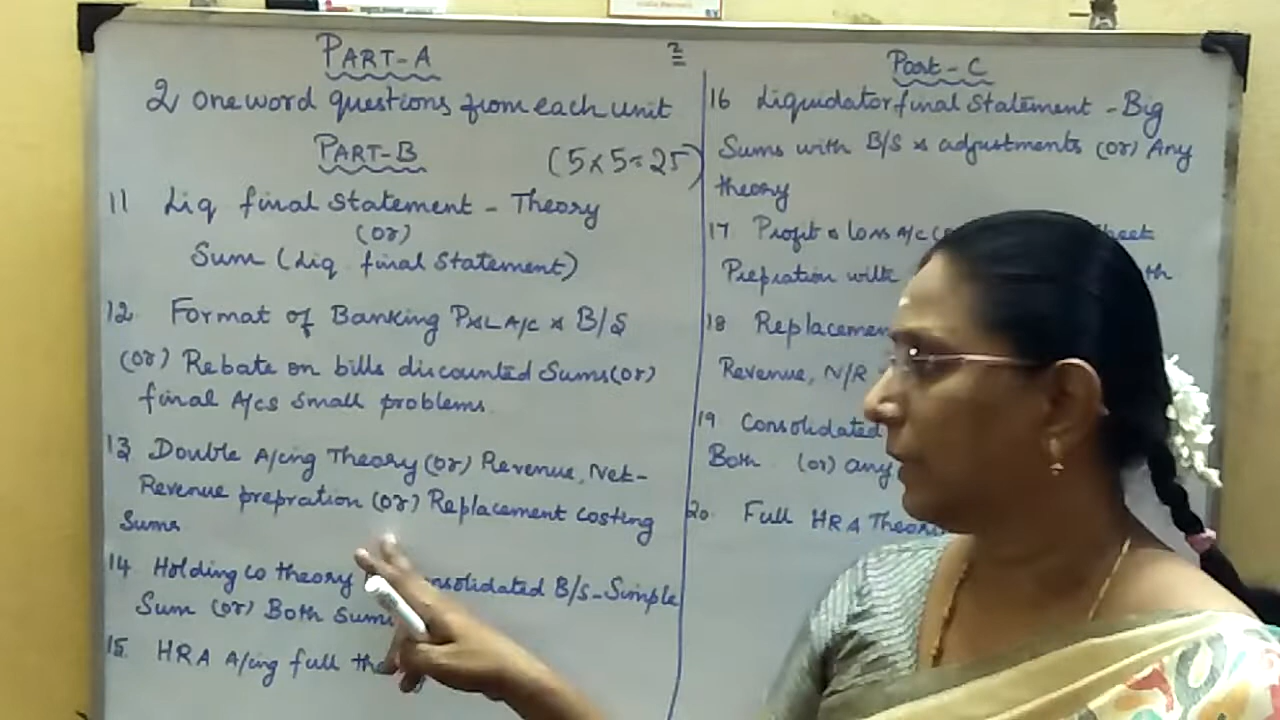 PART-A
2 one word questions from each unit
PART-B
(5x5=25)
11 Liq final statement - Theory
(or)
Sum (Liq final statement)
12 Format of Banking P&L A/C & B/S
(or) Rebate on bills discounted Sums (or)
final A/cs small problems.
13 Double A/cing Theory (or) Revenue, Net-
Revenue prepration (or) Replacement costing
Sums
14 Holding co theory consolidated B/s - Simple
Sum (or) Both Sum
15. HRA A/cing full
2
Part-C
16 Liquidator final Statement - Big
Sums with B/S & adjustments (or) Any
theory
17 Profit & loss A/c
Prepration with
18 Replacemen
Revenue, N/R
19 Consolidated
Both (or) any
20. Full HRA